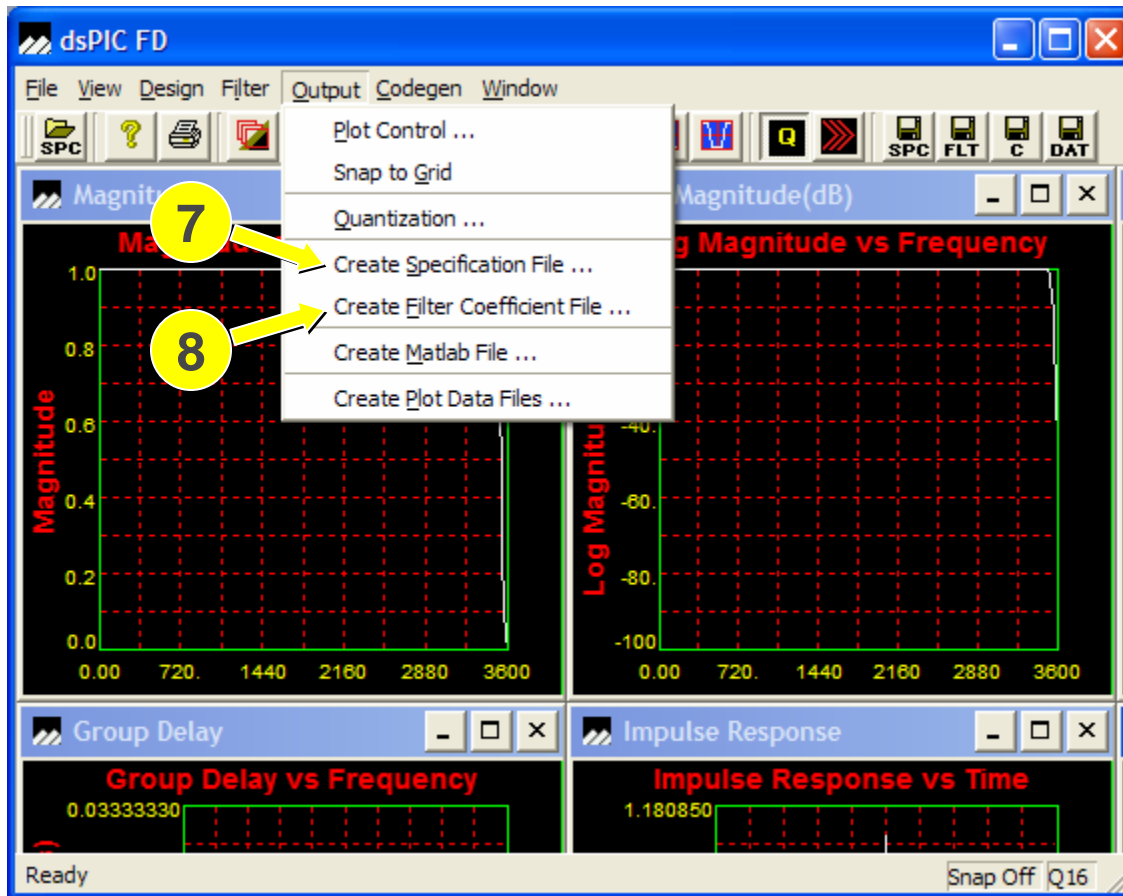 dsPIC FD
File View Design Filter Output Codegen Window
SPC
Q
SPC FLT C DAT
Plot Control ...
Snap to Grid
Quantization ...
Create Specification File ...
Create Filter Coefficient File ...
Create Matlab File ...
Create Plot Data Files ...
7
8
Magnitude(dB)
Magnitude vs Frequency
1.0
0.8
0.6
0.4
0.2
0.0
Magnitude
0.00 720. 1440 2160 2880 3600
-40.
-60.
-80.
-100
0.00 720. 1440 2160 2880 3600
Group Delay
Group Delay vs Frequency
0.03333330
Impulse Response
Impulse Response vs Time
1.180850
Ready
Snap Off Q16